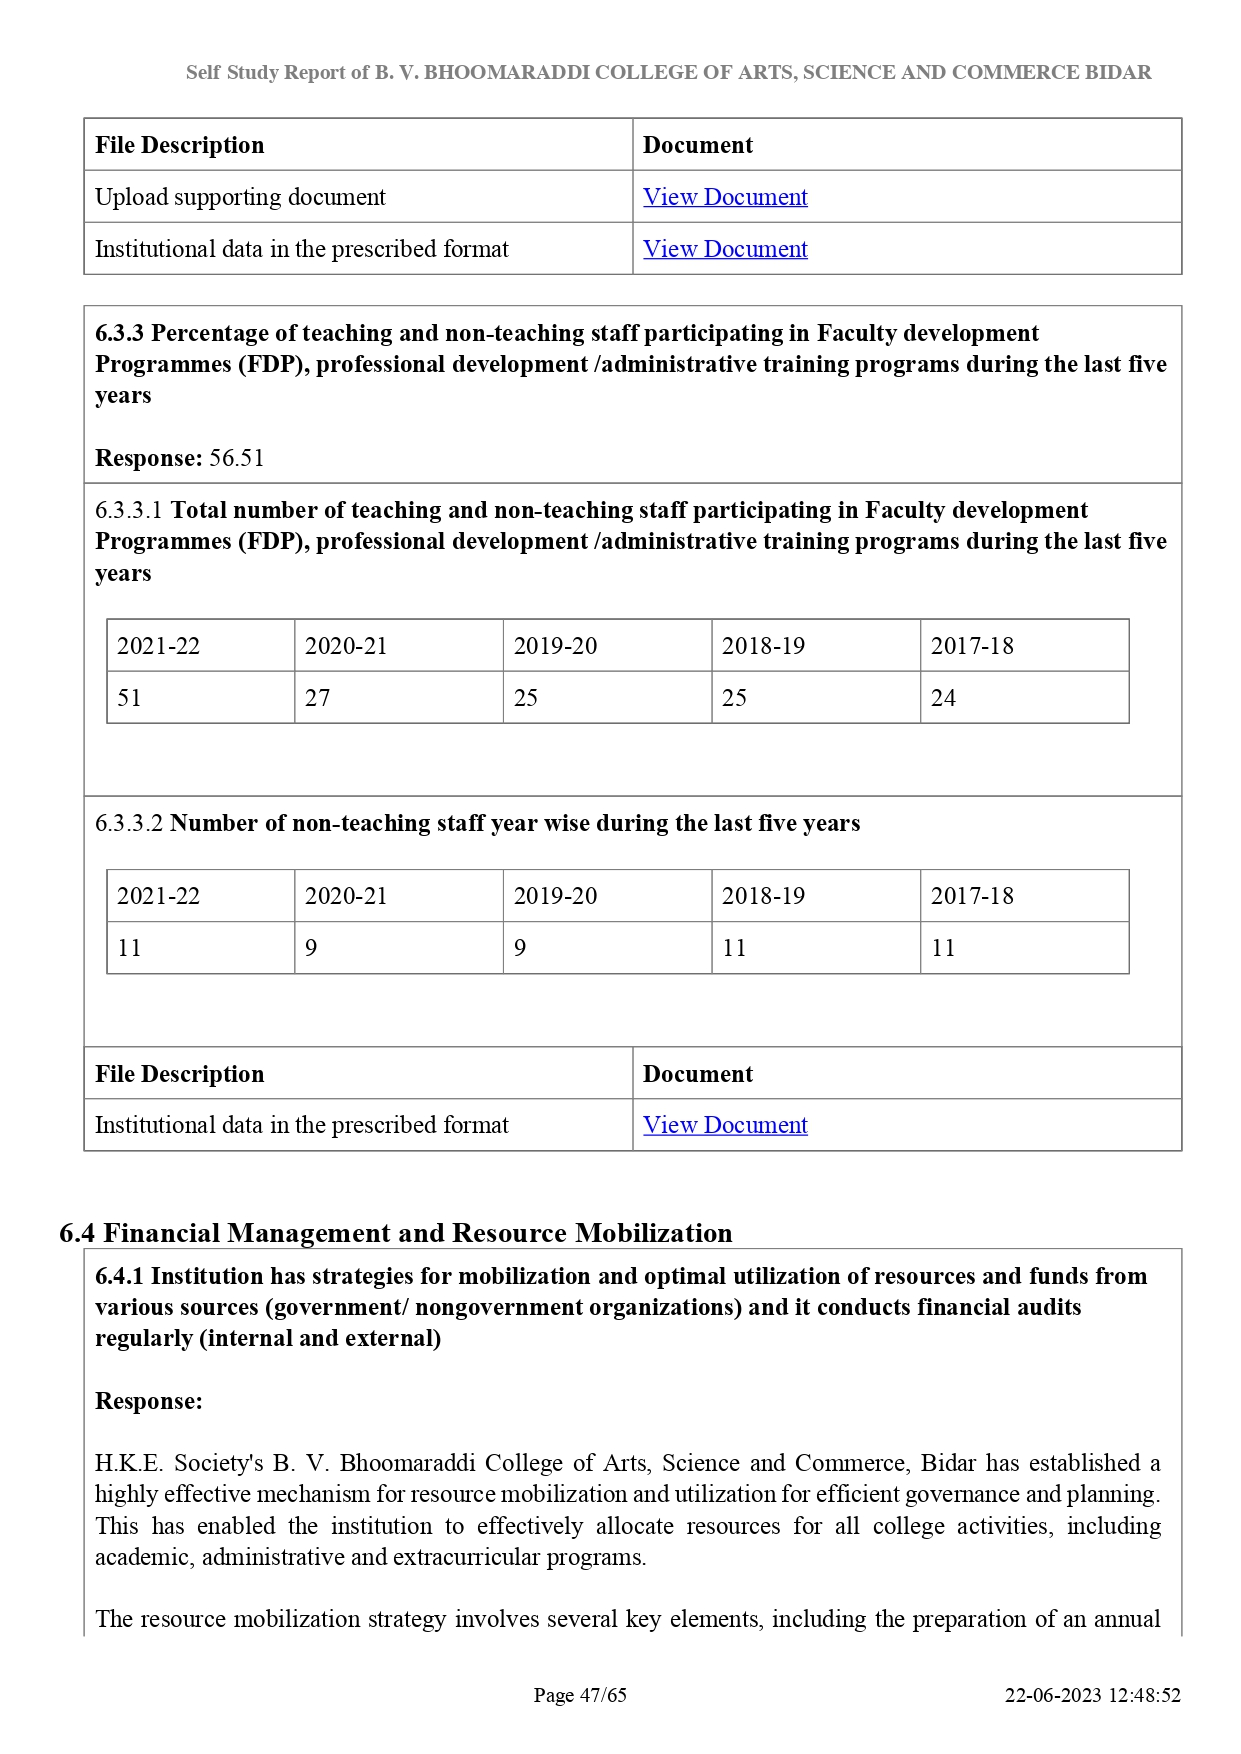 Self Study Report of B. V. BHOOMARADDI COLLEGE OF ARTS, SCIENCE AND COMMERCE BIDAR
File Description Document
Upload supporting document View Document
Institutional data in the prescribed format View Document
6.3.3 Percentage of teaching and non-teaching staff participating in Faculty development
Programmes (FDP), professional development /administrative training programs during the last five
years
Response: 56.51
6.3.3.1 Total number of teaching and non-teaching staff participating in Faculty development
Programmes (FDP), professional development /administrative training programs during the last five
years
2021-22 2020-21 2019-20 2018-19 2017-18
51 27 25 25 24
6.3.3.2 Number of non-teaching staff year wise during the last five years
2021-22 2020-21 2019-20 2018-19 2017-18
11 9 9 11 11
File Description Document
Institutional data in the prescribed format View Document
6.4 Financial Management and Resource Mobilization
6.4.1 Institution has strategies for mobilization and optimal utilization of resources and funds from
various sources (government/ nongovernment organizations) and it conducts financial audits
regularly (internal and external)
Response:
H.K.E. Society's B. V. Bhoomaraddi College of Arts, Science and Commerce, Bidar has established a
highly effective mechanism for resource mobilization and utilization for efficient governance and planning.
This has enabled the institution to effectively allocate resources for all college activities, including
academic, administrative and extracurricular programs.
The resource mobilization strategy involves several key elements, including the preparation of an annual
Page 47/65 22-06-2023 12:48:52